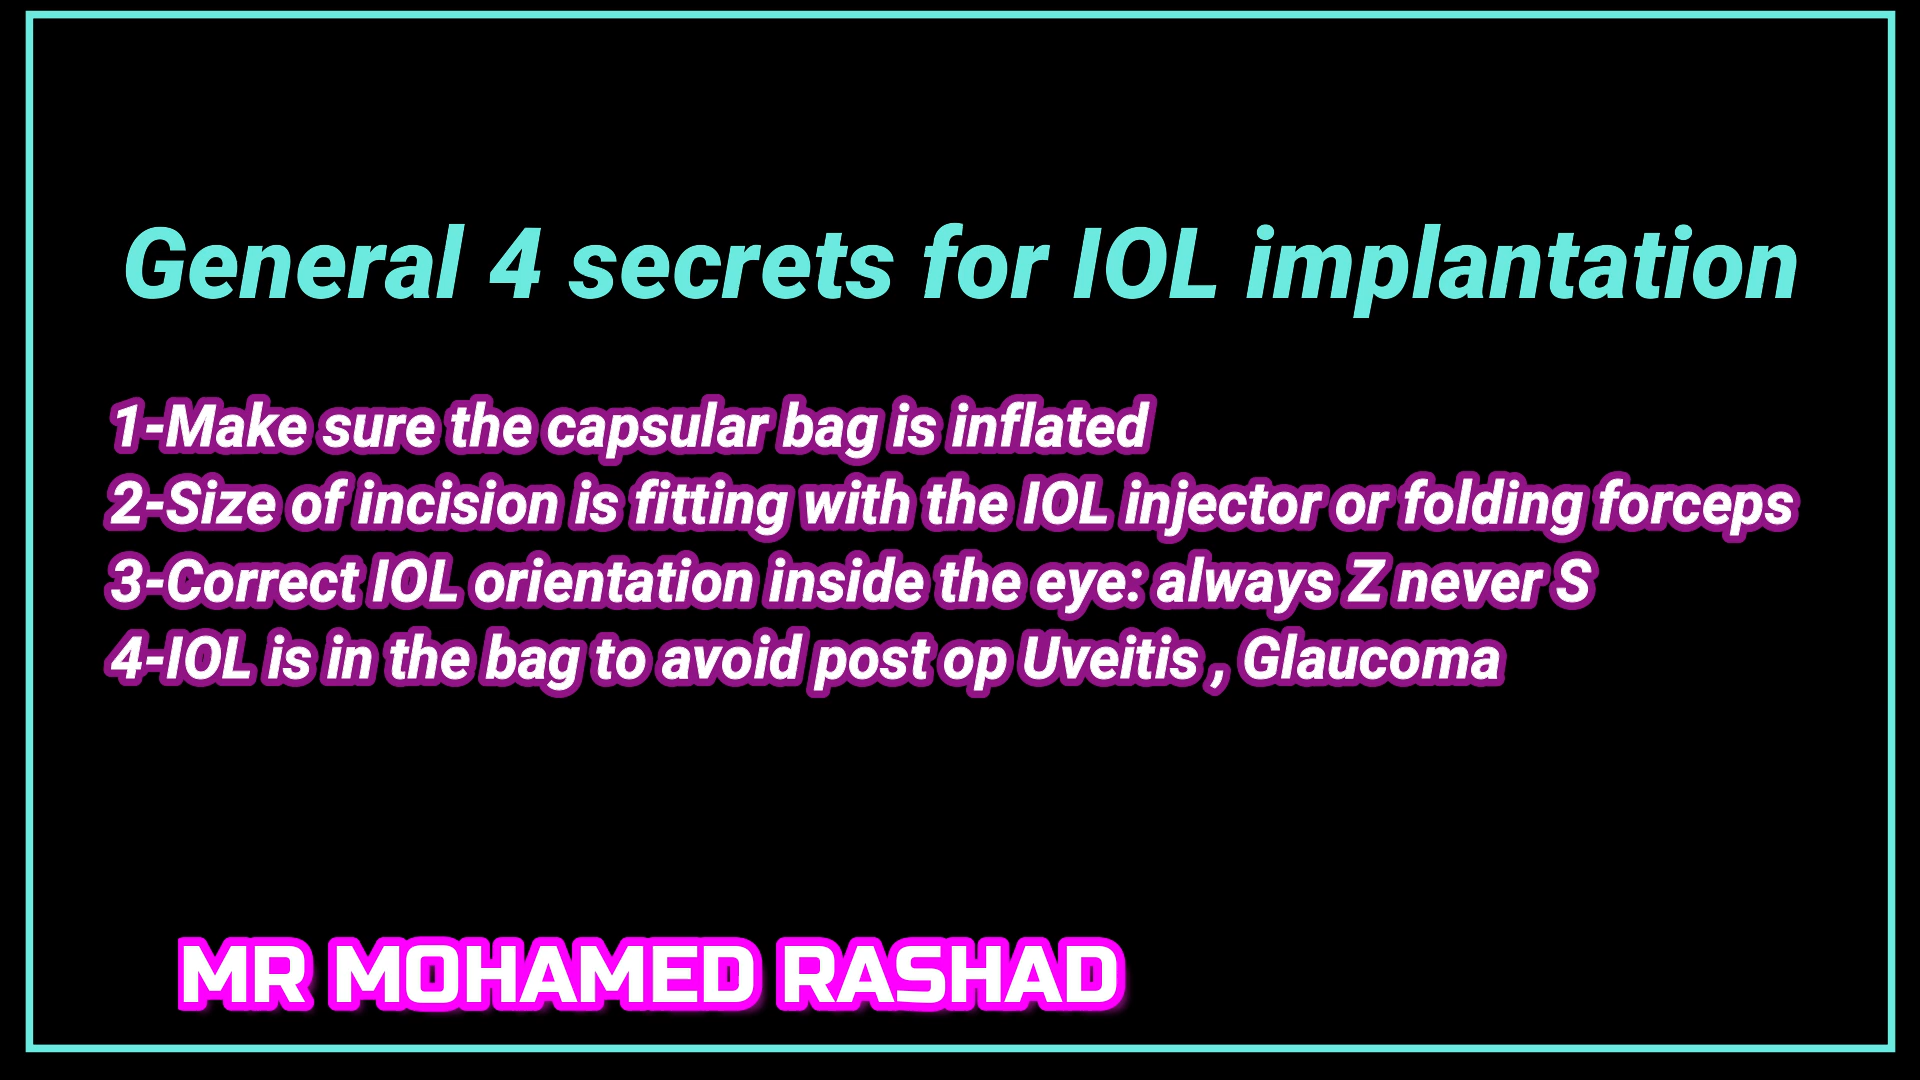 General 4 secrets for IOL implantation
1-Make sure the capsular bag is inflated
2-Size of incision is fitting with the IOL injector or folding forceps
3-Correct IOL orientation inside the eye: always Z never S
4-IOL is in the bag to avoid post op Uveitis , Glaucoma
MR MOHAMED RASHAD